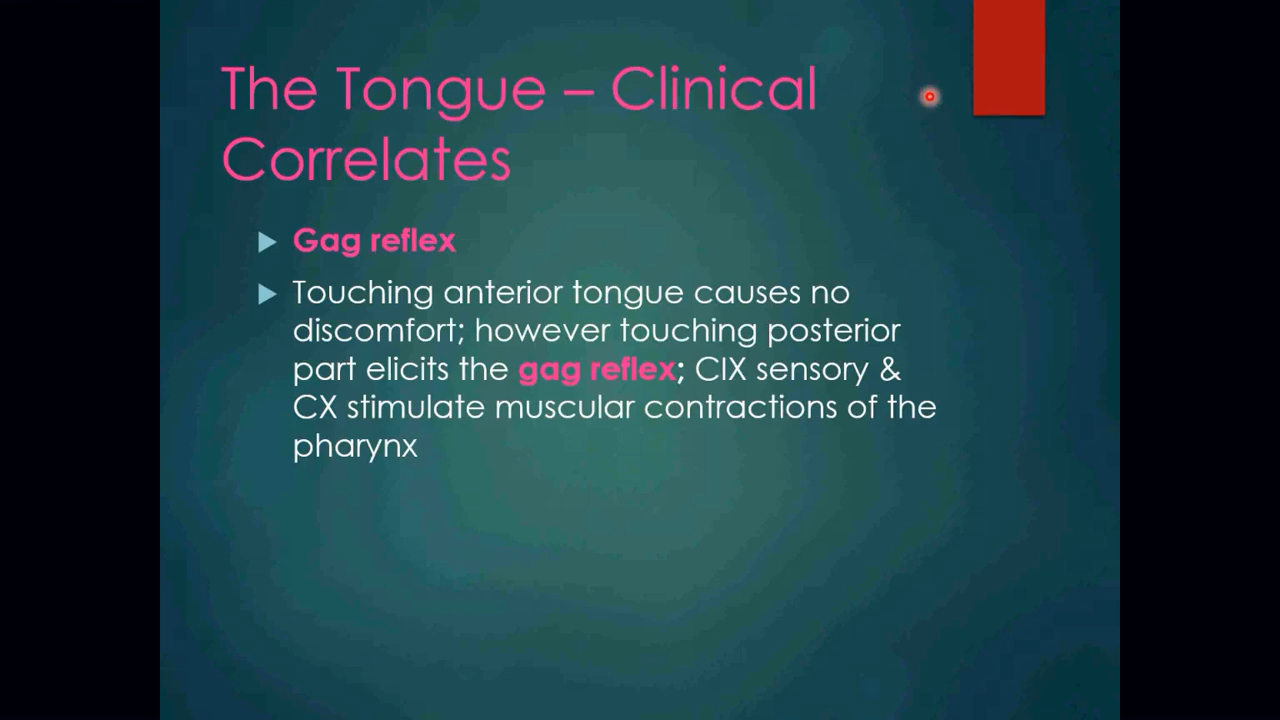 The Tongue – Clinical
Correlates
Gag reflex
Touching anterior tongue causes no
discomfort; however touching posterior
part elicits the gag reflex; CIX sensory &
CX stimulate muscular contractions of the
pharynx